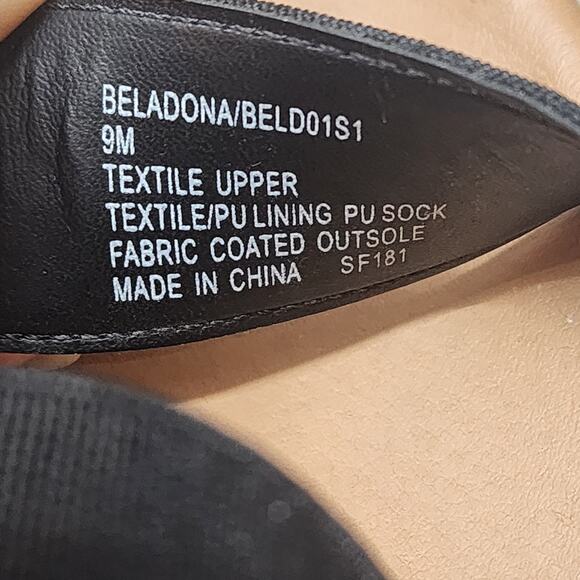 BELADONA/BELD01S1
9M
TEXTILE UPPER
TEXTILE/PU LINING PU SOCK
FABRIC COATED OUTSOLE
MADE IN CHINA SF181